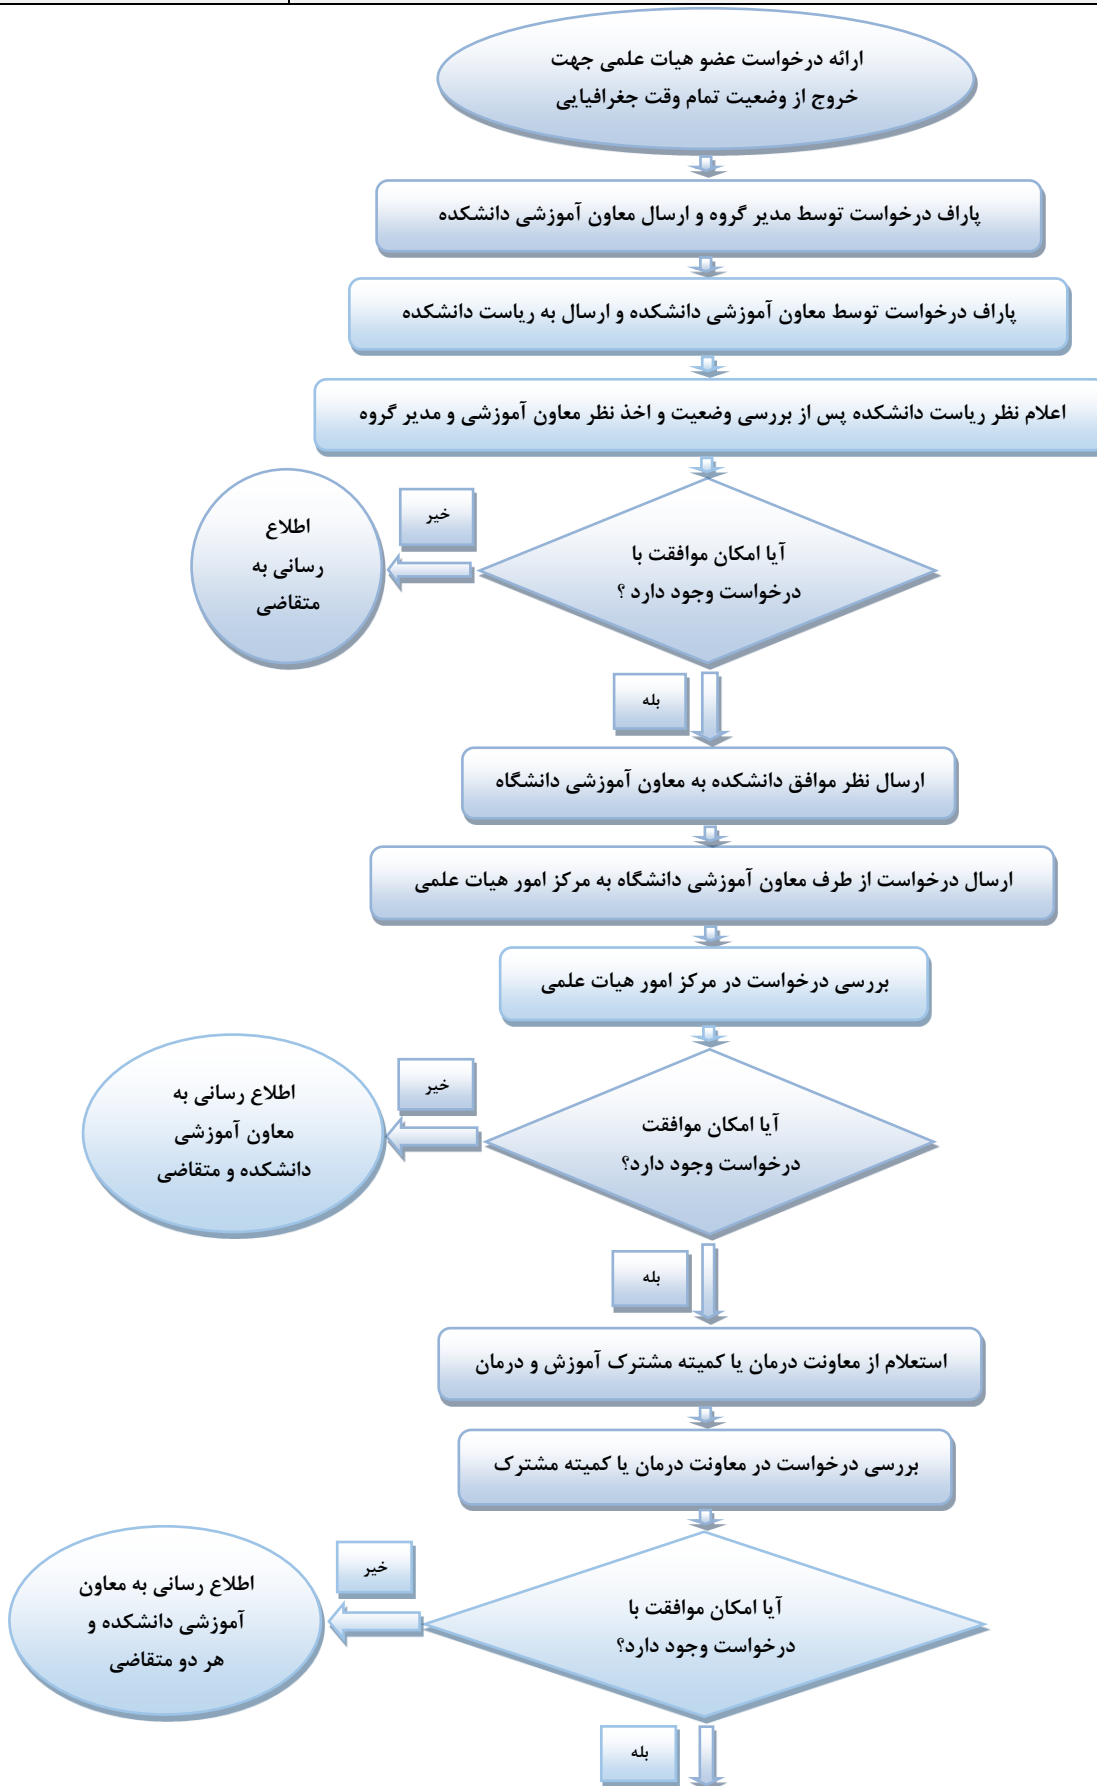 ارائه درخواست عضو هیات علمی جهت
خروج از وضعیت تمام وقت جغرافیایی
پاراف درخواست توسط مدیر گروه و ارسال معاون آموزشی دانشکده
پاراف درخواست توسط معاون آموزشی دانشکده و ارسال به ریاست دانشکده
اعلام نظر ریاست دانشکده پس از بررسی وضعیت و اخذ نظر معاون آموزشی و مدیر گروه
آیا امکان موافقت با
درخواست وجود دارد ؟
خیر
اطلاع
رسانی به
متقاضی
بله
ارسال نظر موافق دانشکده به معاون آموزشی دانشگاه
ارسال درخواست از طرف معاون آموزشی دانشگاه به مرکز امور هیات علمی
بررسی درخواست در مرکز امور هیات علمی
آیا امکان موافقت
درخواست وجود دارد؟
خیر
اطلاع رسانی به
معاون آموزشی
دانشکده و متقاضی
بله
استعلام از معاونت درمان یا کمیته مشترک آموزش و درمان
بررسی درخواست در معاونت درمان یا کمیته مشترک
آیا امکان موافقت با
درخواست وجود دارد؟
خیر
اطلاع رسانی به معاون
آموزشی دانشکده و
هر دو متقاضی
بله